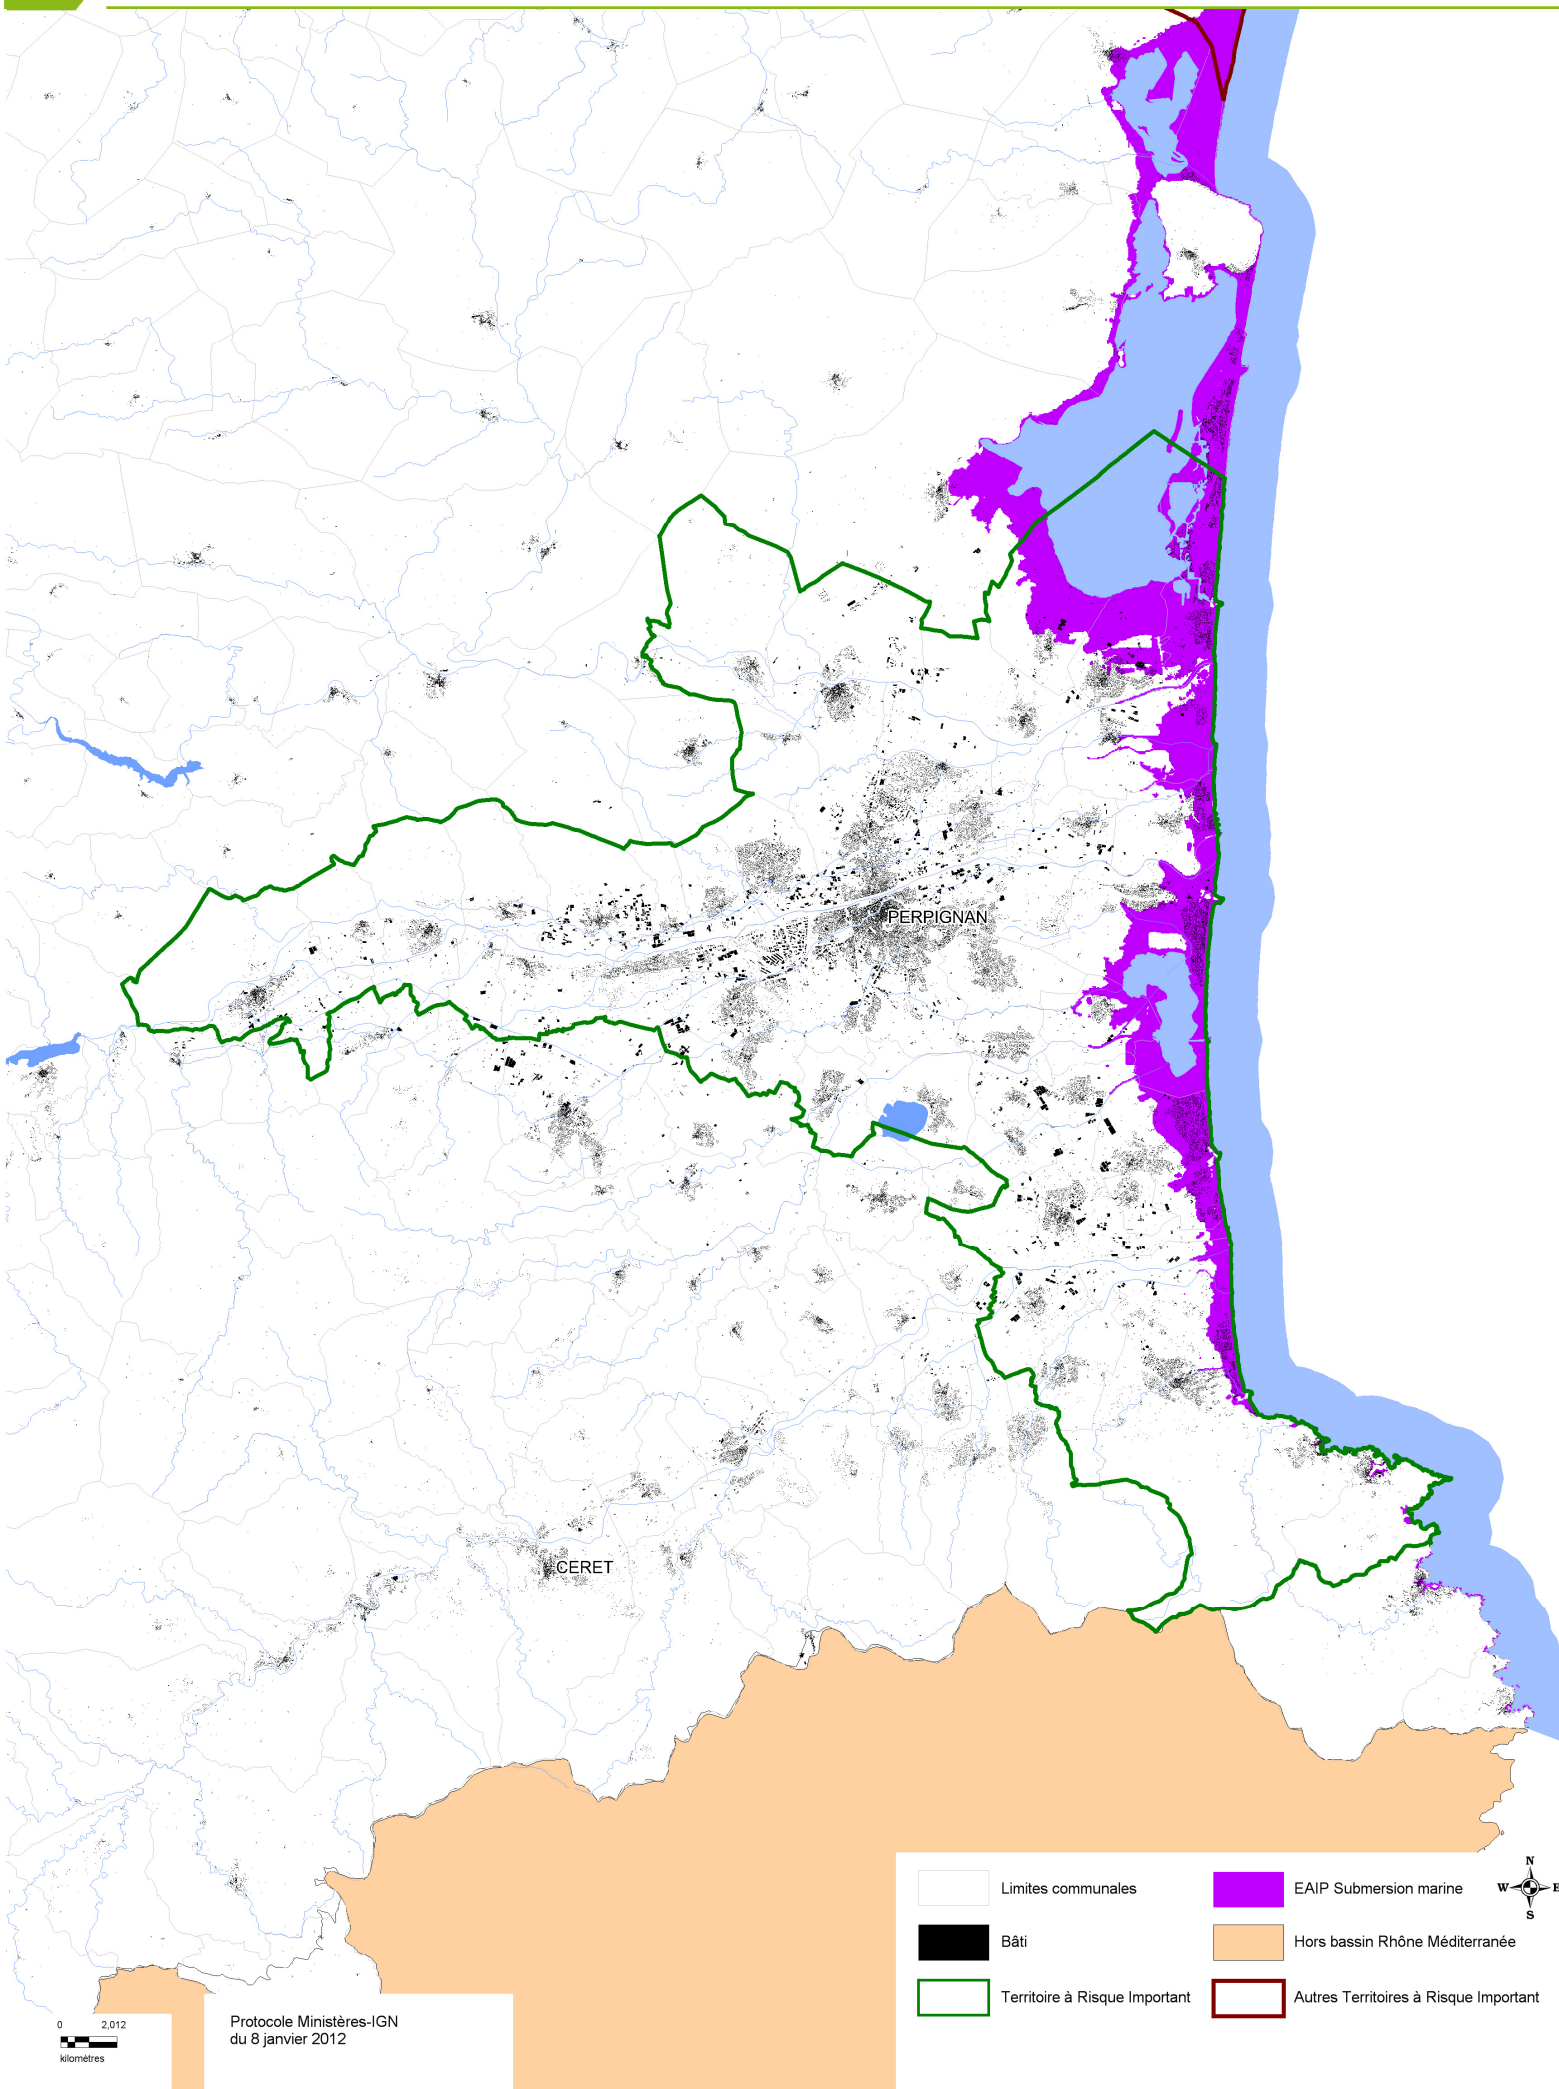 PERPIGNAN
CERET
Limites communales
Bâti
Territoire à Risque Important
EAIP Submersion marine
Hors bassin Rhône Méditerranée
Autres Territoires à Risque Important
N
W E
S
0 2,012
kilomètres
Protocole Ministères-IGN
du 8 janvier 2012